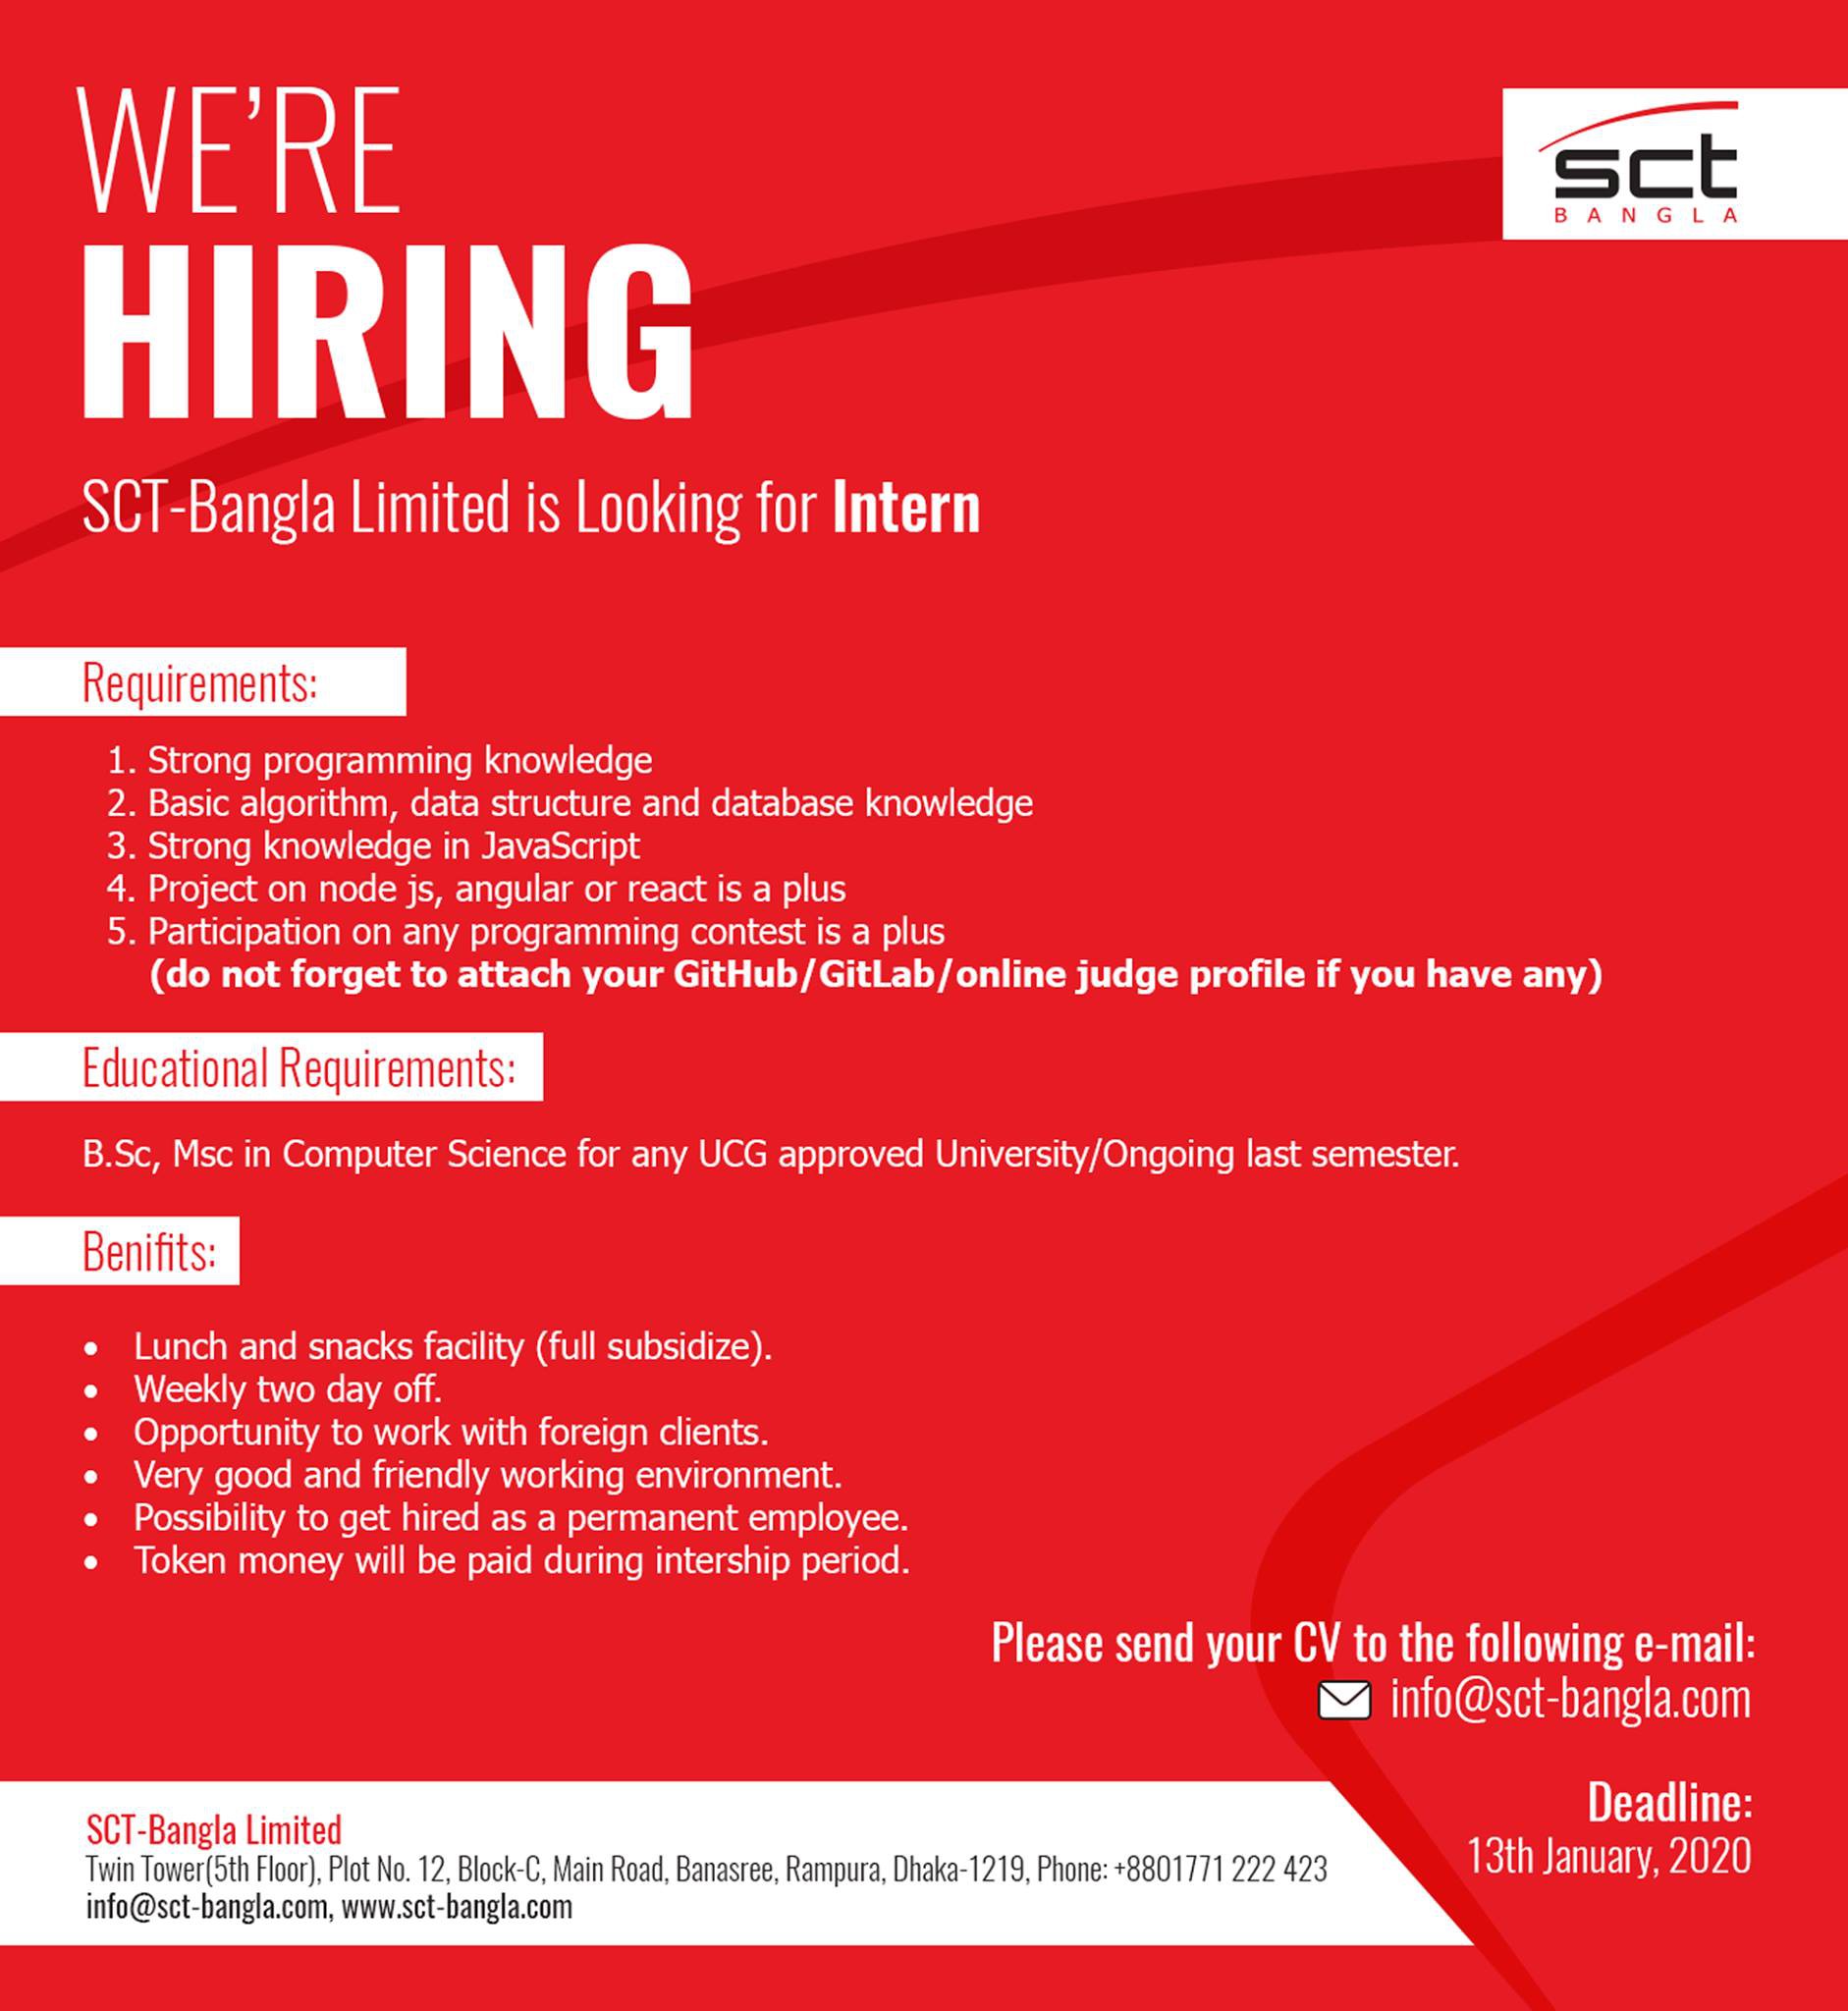 WE’RE
HIRING
sct
BANGLA
SCT-Bangla Limited is Looking for Intern
Requirements:
1. Strong programming knowledge
2. Basic algorithm, data structure and database knowledge
3. Strong knowledge in JavaScript
4. Project on node js, angular or react is a plus
5. Participation on any programming contest is a plus
(do not forget to attach your GitHub/GitLab/online judge profile if you have any)
Educational Requirements:
B.Sc, Msc in Computer Science for any UCG approved University/Ongoing last semester.
Benifits:
• Lunch and snacks facility (full subsidize).
• Weekly two day off.
• Opportunity to work with foreign clients.
• Very good and friendly working environment.
• Possibility to get hired as a permanent employee.
• Token money will be paid during intership period.
Please send your CV to the following e-mail:
info@sct-bangla.com
Deadline:
13th January, 2020
SCT-Bangla Limited
Twin Tower(5th Floor), Plot No. 12, Block-C, Main Road, Banasree, Rampura, Dhaka-1219, Phone: +8801771 222 423
info@sct-bangla.com, www.sct-bangla.com